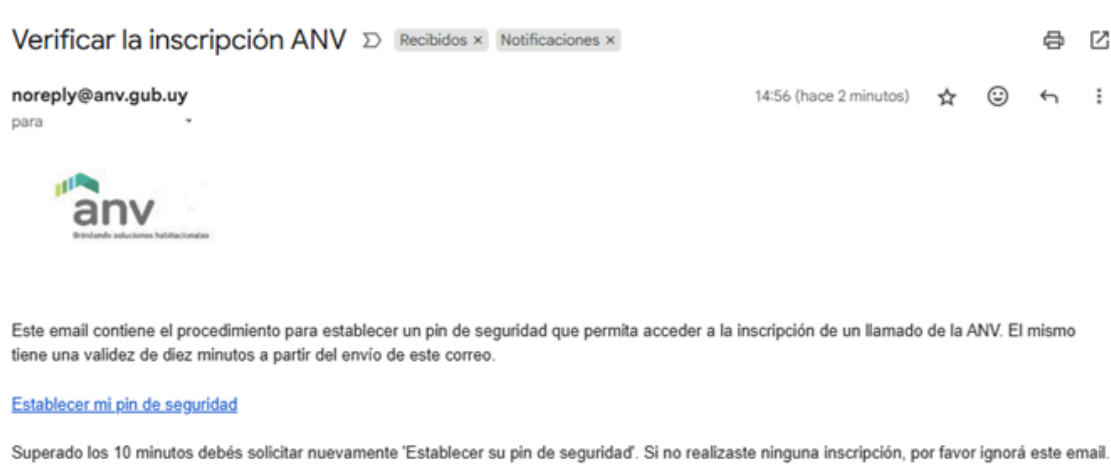 Verificar la inscripción ANV Recibidos × Notificaciones ×
noreply@anv.gub.uy 14:56 (hace 2 minutos)
para
anv
Brindando soluciones habitacionales
Este email contiene el procedimiento para establecer un pin de seguridad que permita acceder a la inscripción de un llamado de la ANV. El mismo
tiene una validez de diez minutos a partir del envío de este correo.
Establecer mi pin de seguridad
Superado los 10 minutos debés solicitar nuevamente 'Establecer su pin de seguridad'. Si no realizaste ninguna inscripción, por favor ignorá este email.